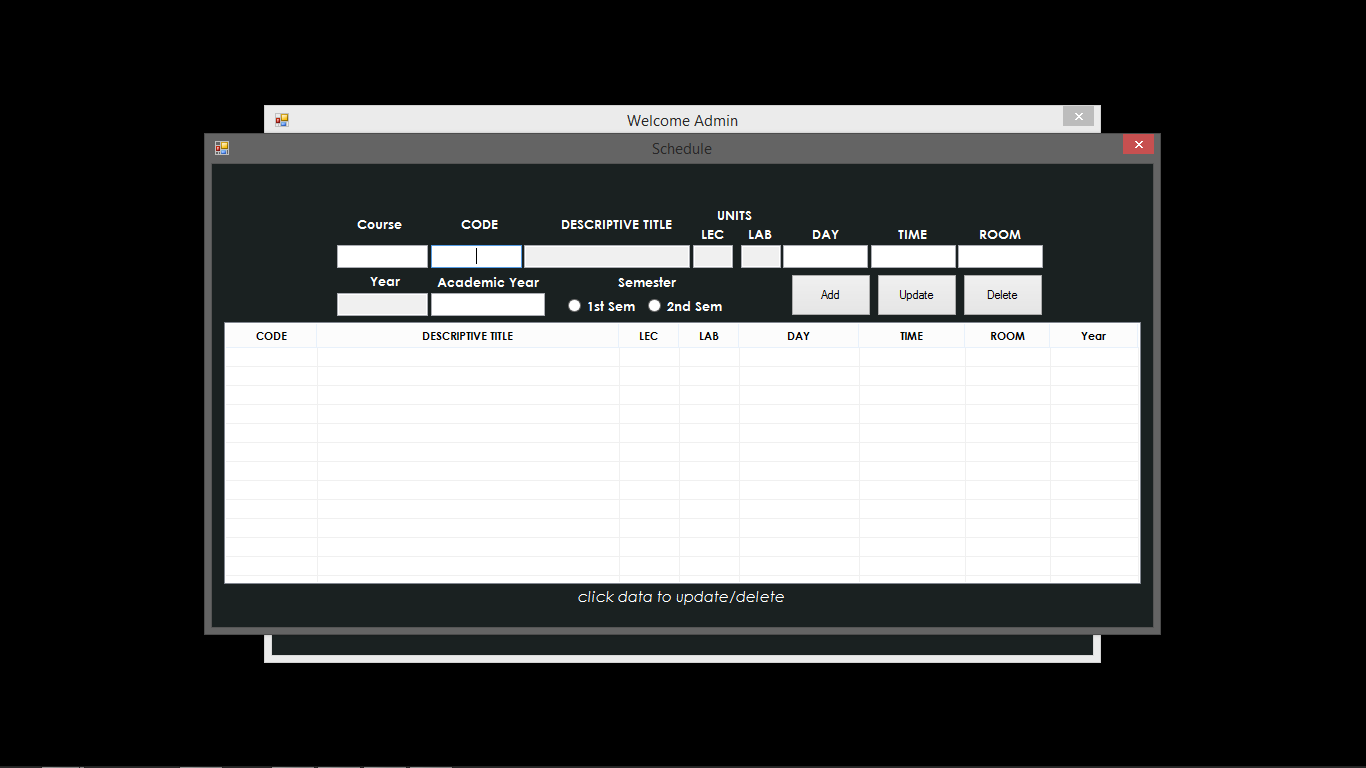 Welcome Admin
Schedule
UNITS
Course CODE DESCRIPTIVE TITLE LEC LAB DAY TIME ROOM
Year Academic Year Semester
1st Sem 2nd Sem
Add Update Delete
CODE DESCRIPTIVE TITLE LEC LAB DAY TIME ROOM Year
click data to update/delete